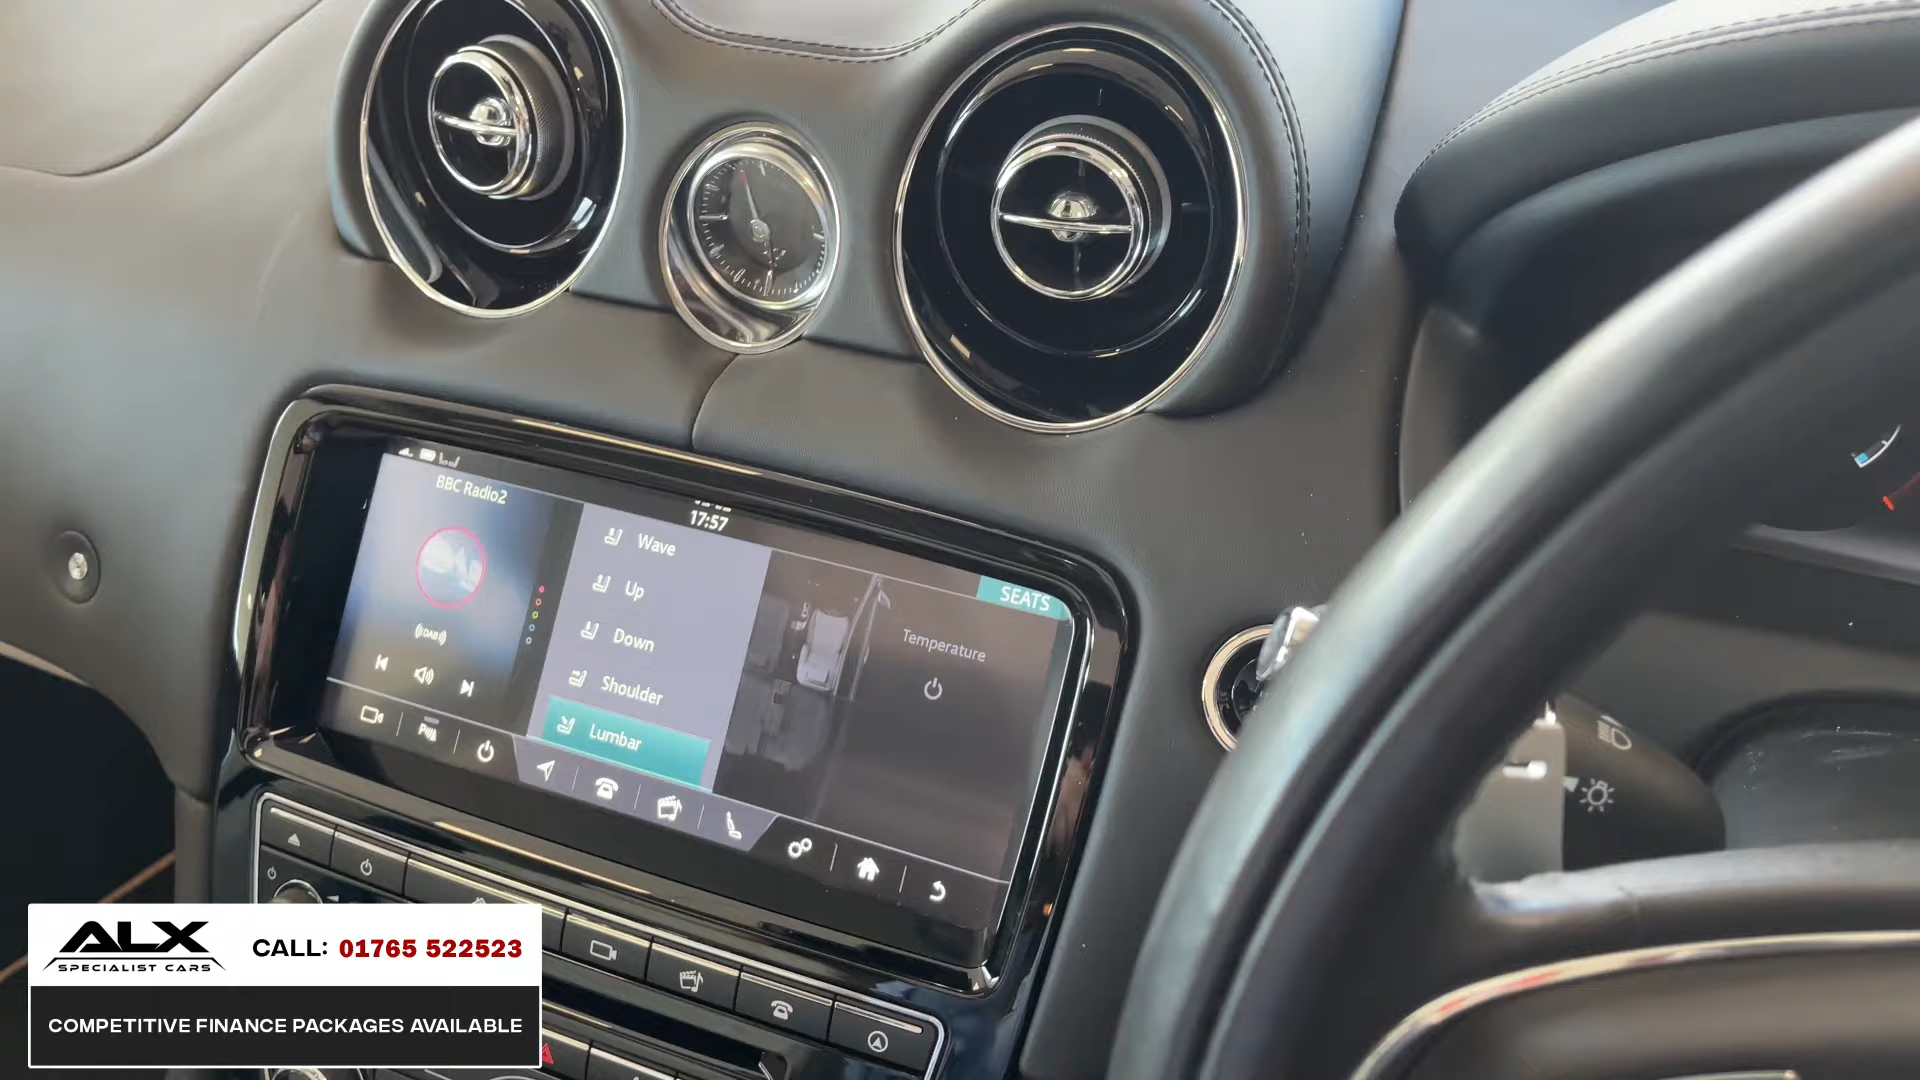 BBC Radio2
17:57
Wave
Up
Down
Shoulder
Lumbar
SEATS
Temperature
DAB
ALX
SPECIALIST CARS
CALL: 01765 522523
COMPETITIVE FINANCE PACKAGES AVAILABLE